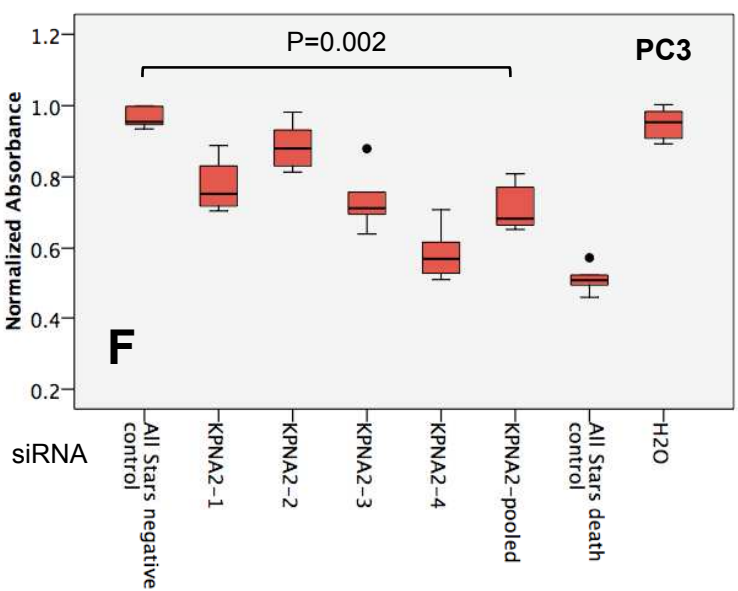 P=0.002
PC3
Normalized Absorbance
1.2
1.0
0.8
0.6
0.4
0.2
F
siRNA
All Stars negative
control
KPNA2-1
KPNA2-2
KPNA2-3
KPNA2-4
KPNA2-pooled
All Stars death
control
H2O